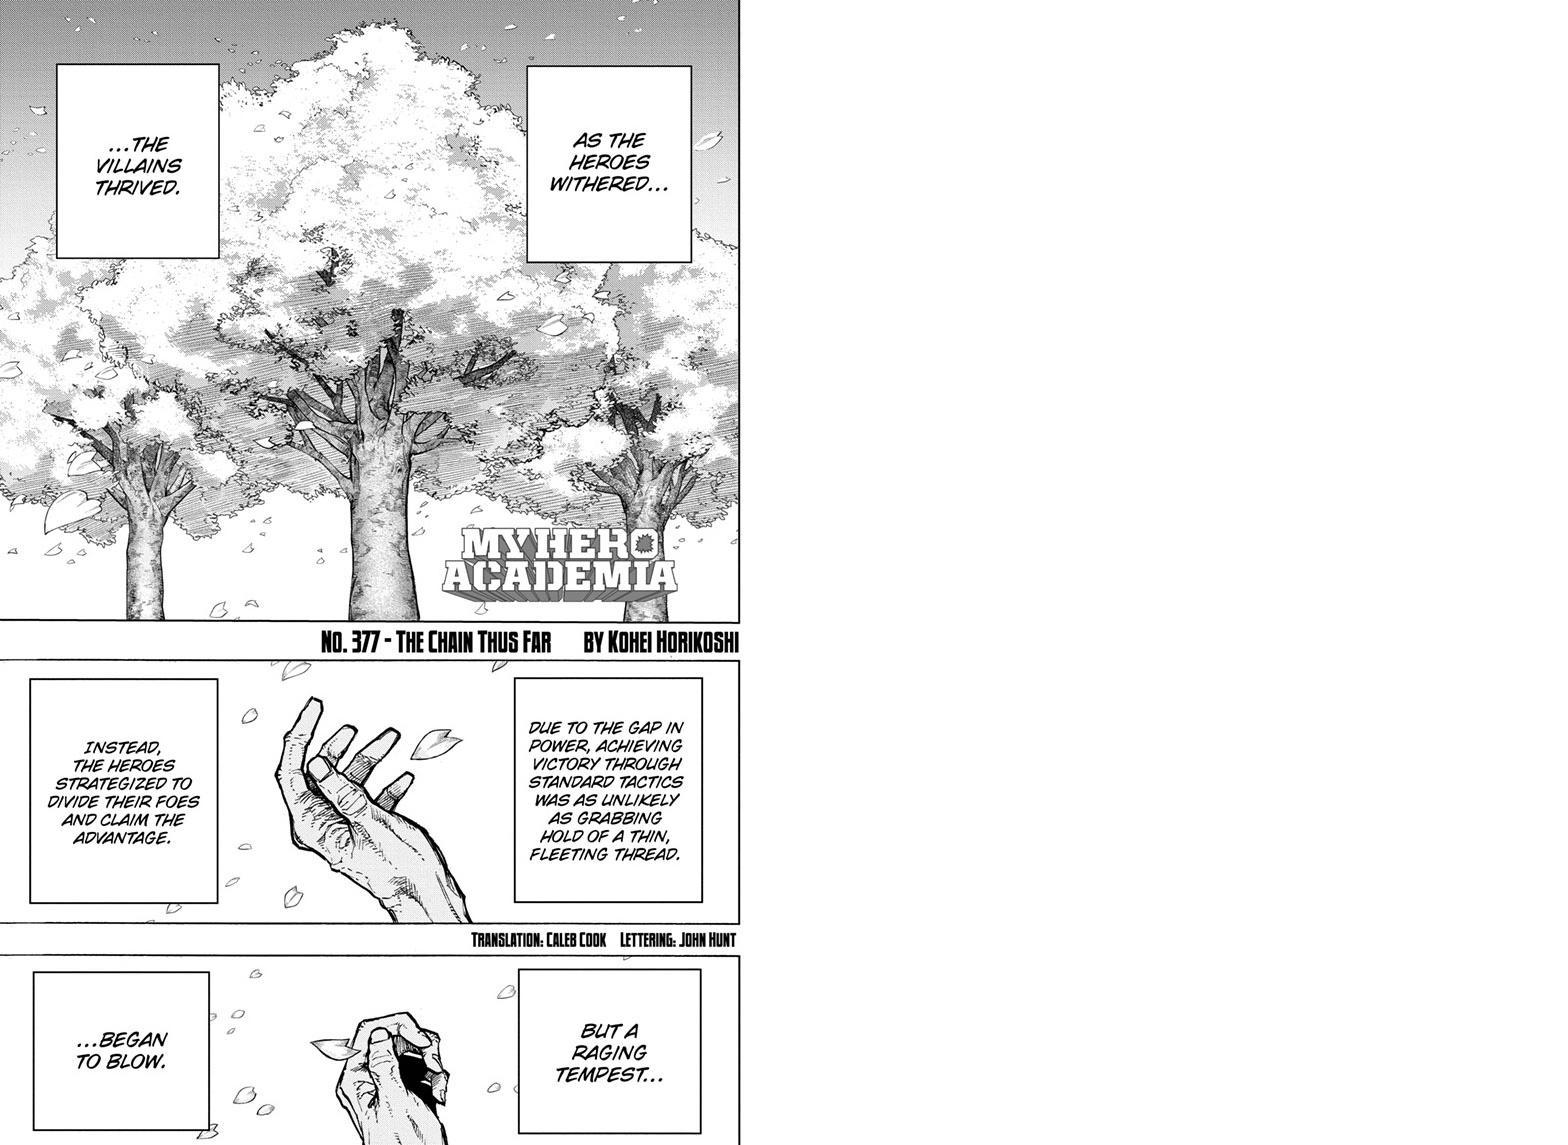 AS THE
HEROES
WITHERED...
...THE
VILLAINS
THRIVED.
MY HERO
ACADEMIA
No. 377 - The Chain Thus Far by Kohei Horikoshi
DUE TO THE GAP IN
POWER, ACHIEVING
VICTORY THROUGH
STANDARD TACTICS
WAS AS UNLIKELY
AS GRABBING
HOLD OF A THIN,
FLEETING THREAD.
INSTEAD,
THE HEROES
STRATEGIZED TO
DIVIDE THEIR FOES
AND CLAIM THE
ADVANTAGE.
Translation: Caleb Cook Lettering: John Hunt
BUT A
RAGING
TEMPEST...
...BEGAN
TO BLOW.